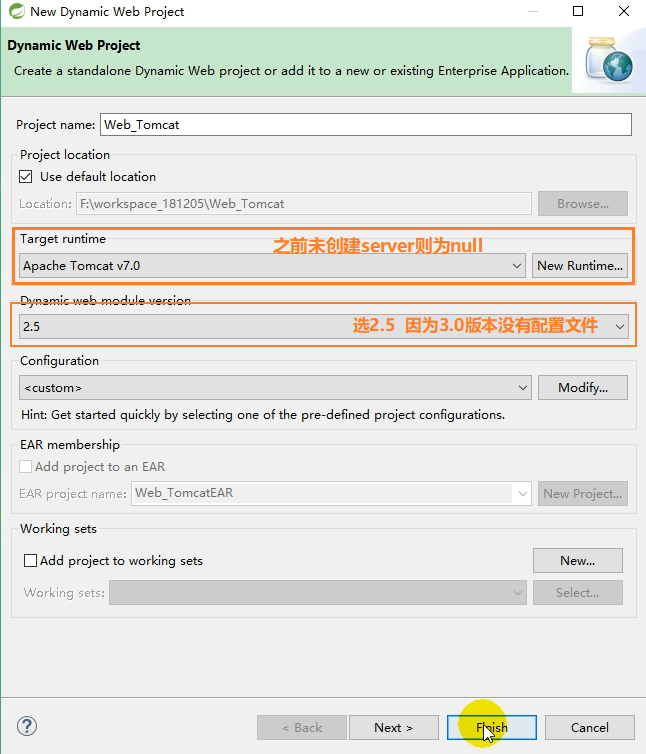 New Dynamic Web Project
Dynamic Web Project
Create a standalone Dynamic Web project or add it to a new or existing Enterprise Application.
Project name: Web_Tomcat
Project location
Use default location
Location: F:\workspace_181205\Web_Tomcat Browse...
Target runtime
之前未创建server则为null
Apache Tomcat v7.0 New Runtime...
Dynamic web module version
2.5 选2.5 因为3.0版本没有配置文件
Configuration
<custom> Modify...
Hint: Get started quickly by selecting one of the pre-defined project configurations.
EAR membership
Add project to an EAR
EAR project name: Web_TomcatEAR New Project...
Working sets
Add project to working sets New...
Working sets: Select...
? < Back Next > Finish Cancel